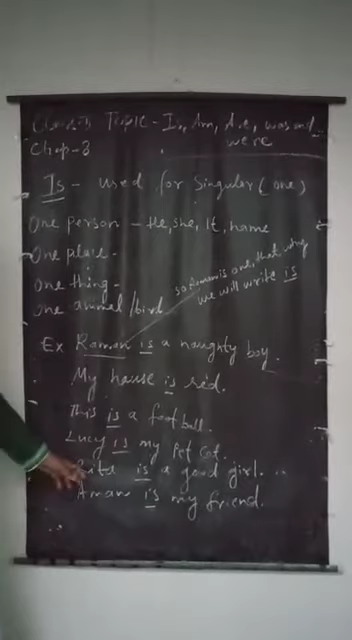 Class-3 Topic - Is, Am, Are, was and were
Chap-3
Is - used for Singular (one)
One person - He, she, It, name
One place -
one thing -
one animal/bird
so Raman is one, that why we will write is
Ex Raman is a naughty boy.
My house is red.
This is a football.
Lucy is my Pet Cat.
Rita is a good girl.
Aman is my friend.